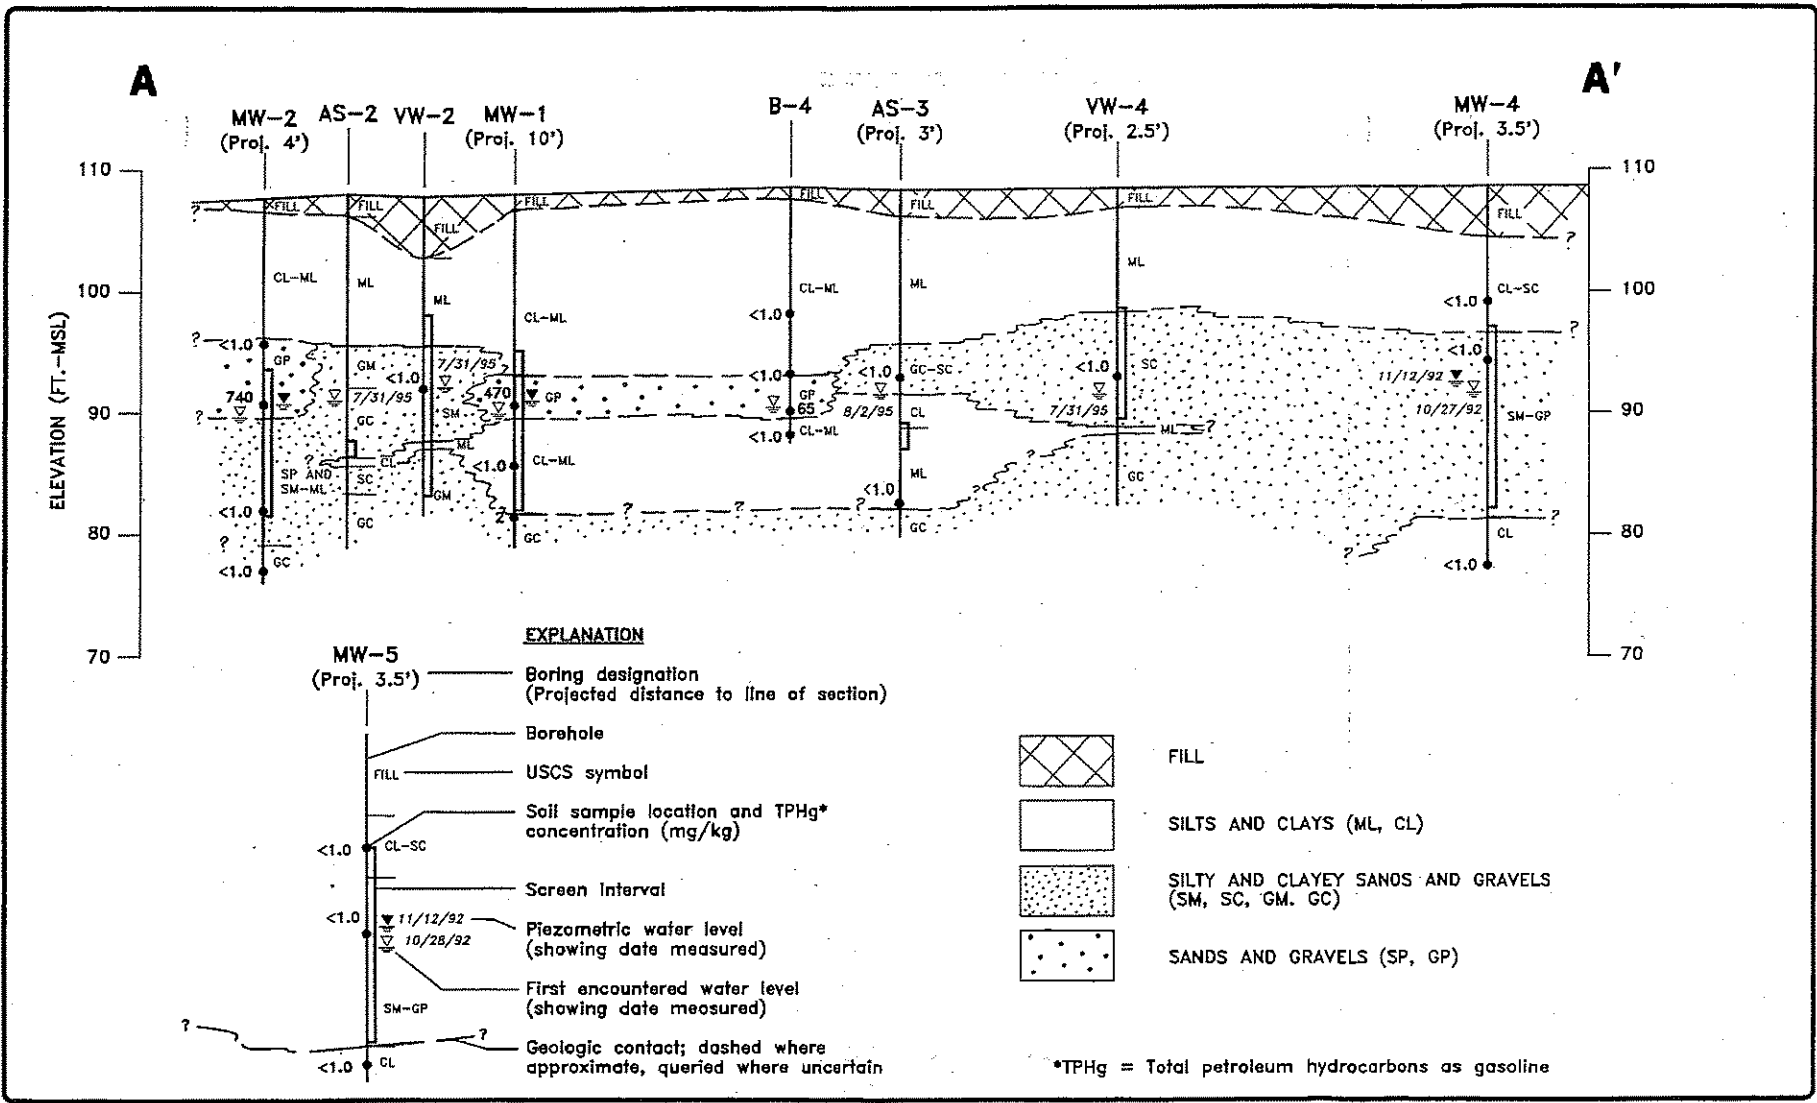 A
A'
MW-2
(Proj. 4')
AS-2
VW-2
MW-1
(Proj. 10')
B-4
AS-3
(Proj. 3')
VW-4
(Proj. 2.5')
MW-4
(Proj. 3.5')
110
100
90
80
70
ELEVATION (FT.-MSL)
110
100
90
80
70
?
FILL
FILL
FILL
FILL
FILL
FILL
FILL
FILL
?
CL-ML
ML
ML
CL-ML
CL-ML
ML
ML
CL-SC
<1.0
<1.0
?
<1.0
GP
GM
7/31/95
<1.0
7/31/95
SM
470
GP
<1.0
GP
65
<1.0
CL-ML
<1.0
GC-SC
8/2/95
CL
<1.0
SC
7/31/95
<1.0
11/12/92
10/27/92
SM-GP
?
740
?
GC
ML
ML
?
?
CL
<1.0
CL-ML
ML
?
SP AND
SM-ML
SC
GM
<1.0
GC
<1.0
GC
?
2
GC
?
?
?
GC
?
?
CL
?
?
GC
<1.0
<1.0
EXPLANATION
MW-5
(Proj. 3.5')
Boring designation
(Projected distance to line of section)
Borehole
FILL
USCS symbol
Soil sample location and TPHg*
concentration (mg/kg)
<1.0
CL-SC
Screen interval
<1.0
11/12/92
10/28/92
Piezometric water level
(showing date measured)
First encountered water level
(showing date measured)
SM-GP
?
?
Geologic contact; dashed where
approximate, queried where uncertain
<1.0
CL
FILL
SILTS AND CLAYS (ML, CL)
SILTY AND CLAYEY SANDS AND GRAVELS
(SM, SC, GM. GC)
SANDS AND GRAVELS (SP, GP)
*TPHg = Total petroleum hydrocarbons as gasoline